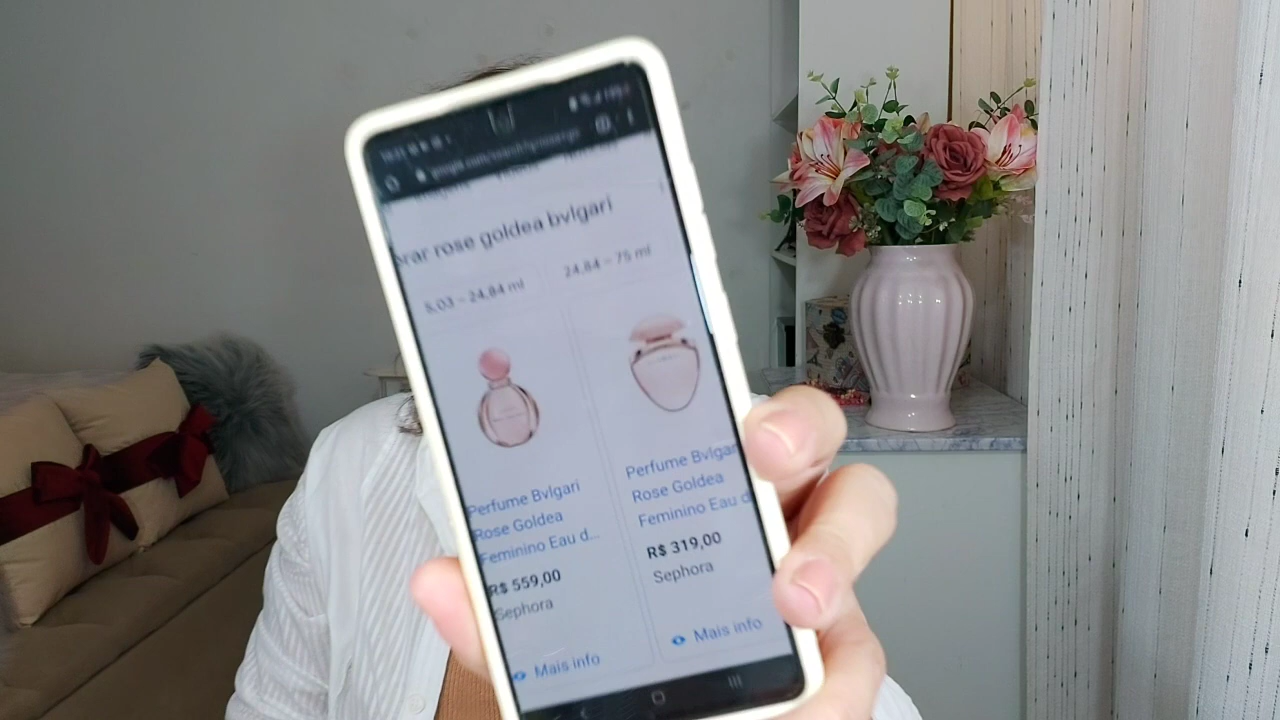 rar rose goldea bvlgari
5,03 – 24,84 ml
24,84 – 75 ml
Perfume Bvlgari
Rose Goldea
Feminino Eau d...
R$ 559,00
Sephora
Mais info
Perfume Bvlgar
Rose Goldea
Feminino Eau d
R$ 319,00
Sephora
Mais info